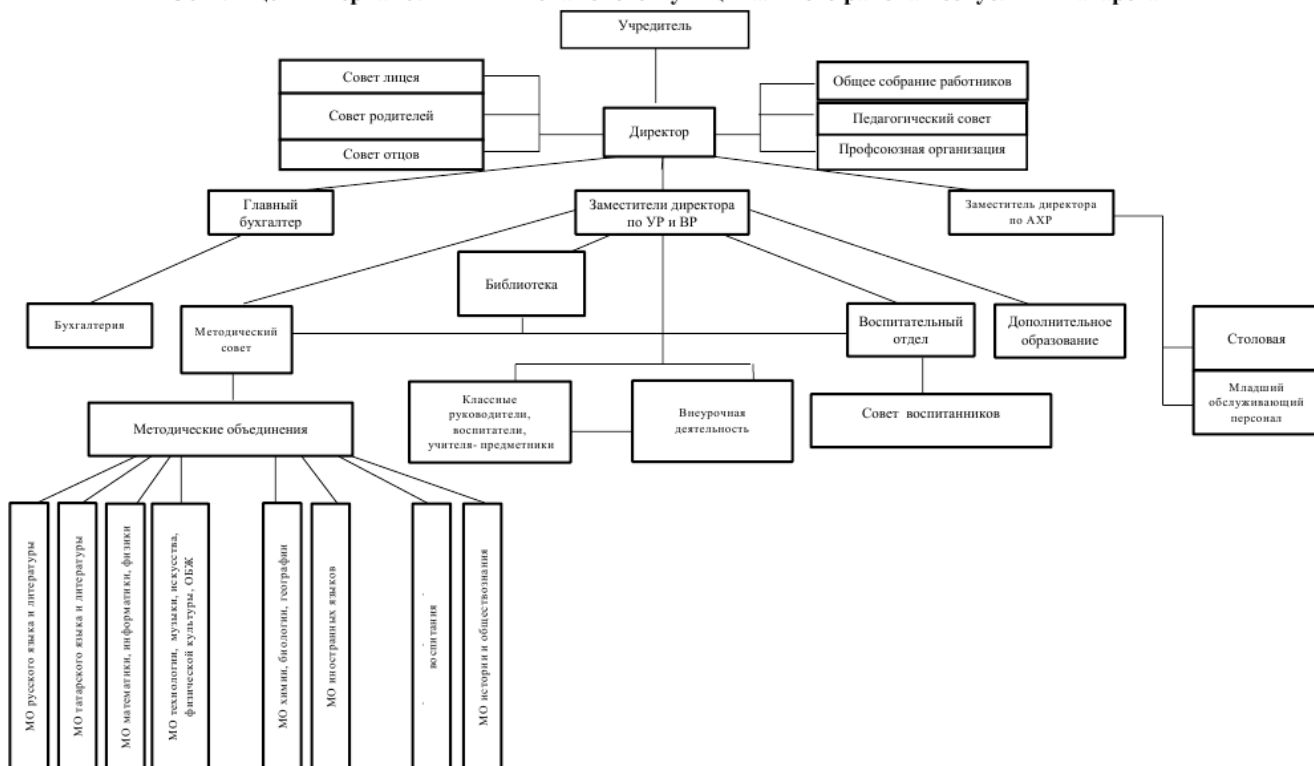 Учредитель
Совет лицея
Совет родителей
Совет отцов
Директор
Общее собрание работников
Педагогический совет
Профсоюзная организация
Главный
бухгалтер
Заместители директора
по УР и ВР
Заместитель директора
по АХР
Библиотека
Бухгалтерия
Методический
совет
Воспитательный
отдел
Дополнительное
образование
Столовая
Младший
обслуживающий
персонал
Классные
руководители,
воспитатели,
учителя- предметники
Внеурочная
деятельность
Совет воспитанников
Методические объединения
МО русского языка и литературы
МО татарского языка и литературы
МО математики, информатики, физики
МО технологии, музыки, искусства,
физической культуры, ОБЖ
МО химии, биологии, географии
МО иностранных языков
воспитания
МО истории и обществознания